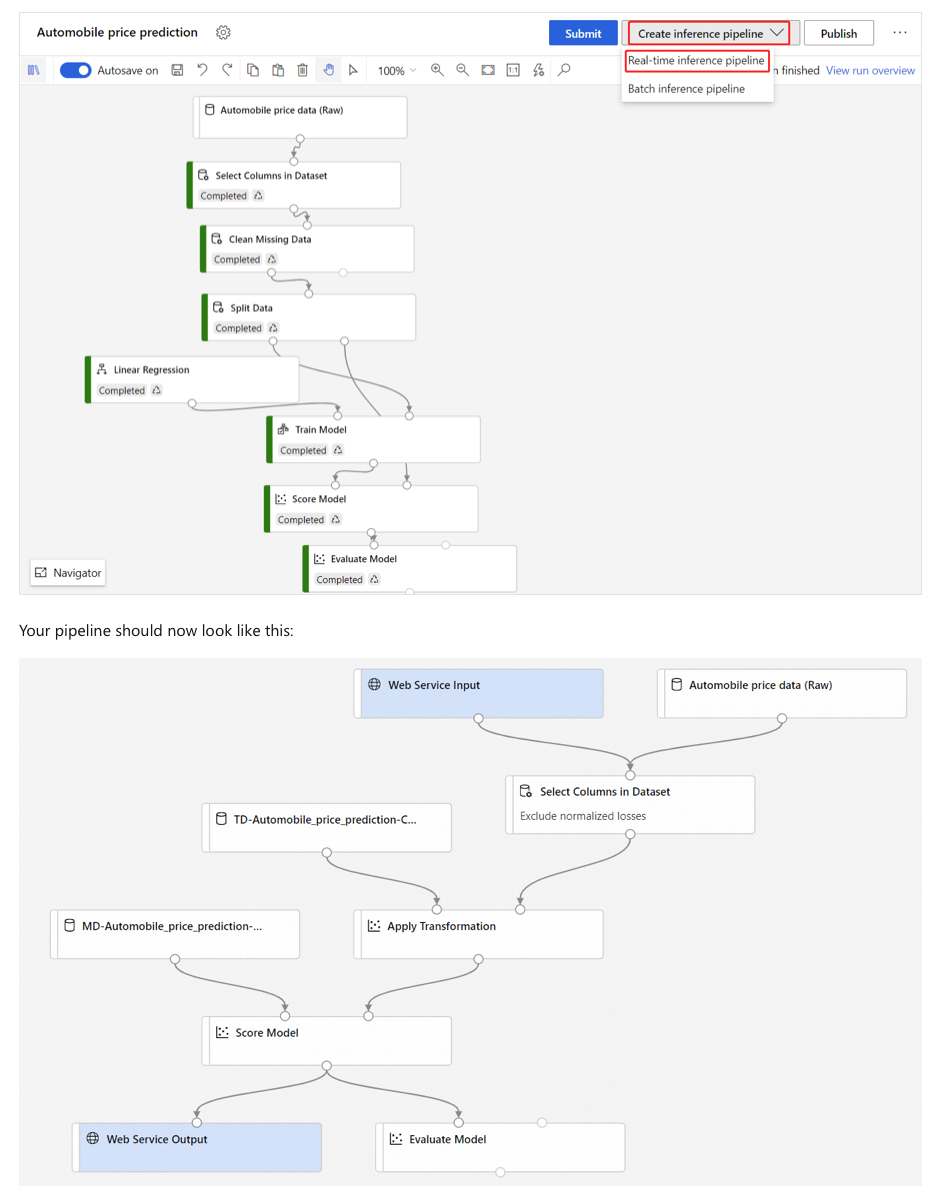 Automobile price prediction
Submit
Create inference pipeline
Publish
Autosave on
100%
Real-time inference pipeline
finished
View run overview
Batch inference pipeline
Automobile price data (Raw)
Select Columns in Dataset
Completed
Clean Missing Data
Completed
Split Data
Completed
Linear Regression
Completed
Train Model
Completed
Score Model
Completed
Evaluate Model
Completed
Navigator
Your pipeline should now look like this:
Web Service Input
Automobile price data (Raw)
Select Columns in Dataset
Exclude normalized losses
TD-Automobile_price_prediction-C...
MD-Automobile_price_prediction-...
Apply Transformation
Score Model
Web Service Output
Evaluate Model